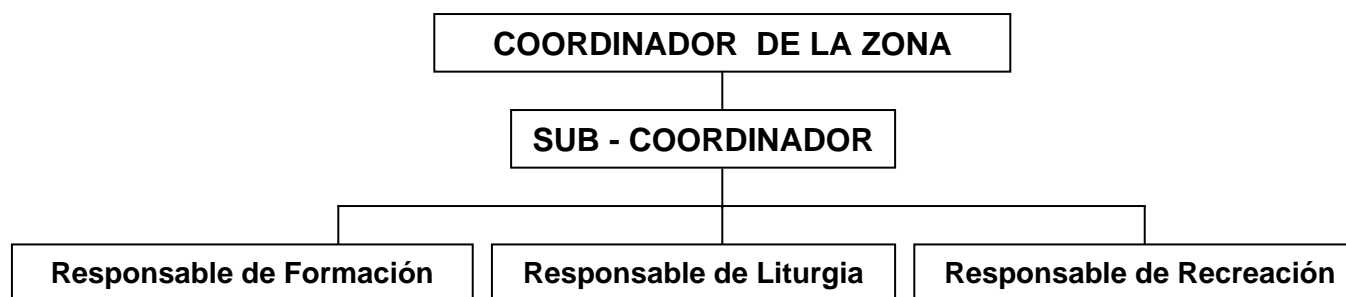 COORDINADOR DE LA ZONA
SUB - COORDINADOR
Responsable de Formación
Responsable de Liturgia
Responsable de Recreación